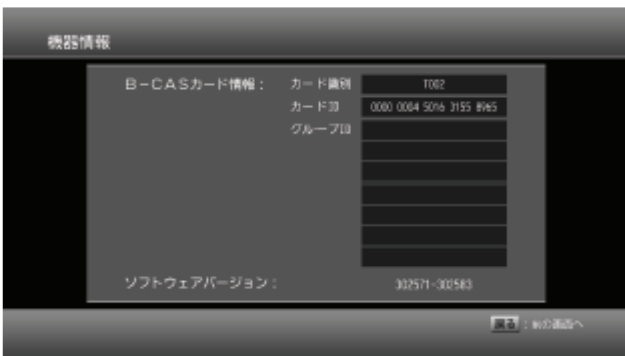 機器情報
B-CASカード情報： カード識別 T002
カードID 0000 0004 5016 3155 8965
グループID
ソフトウェアバージョン： 302571-302583
戻る：前の画面へ